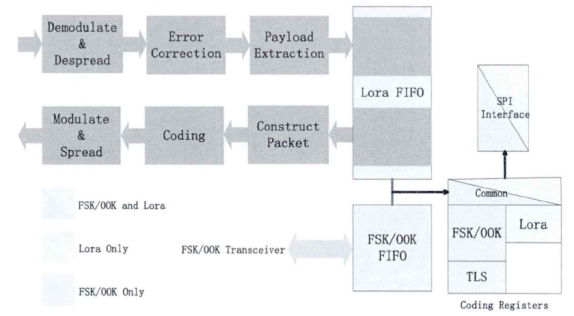 Demodulate
&
Despread
Error
Correction
Payload
Extraction
Lora FIFO
Modulate
&
Spread
Coding
Construct
Packet
SPI
Interface
Common
FSK/OOK
Lora
TLS
Coding Registers
FSK/OOK
FIFO
FSK/OOK Transceiver
FSK/OOK and Lora
Lora Only
FSK/OOK Only